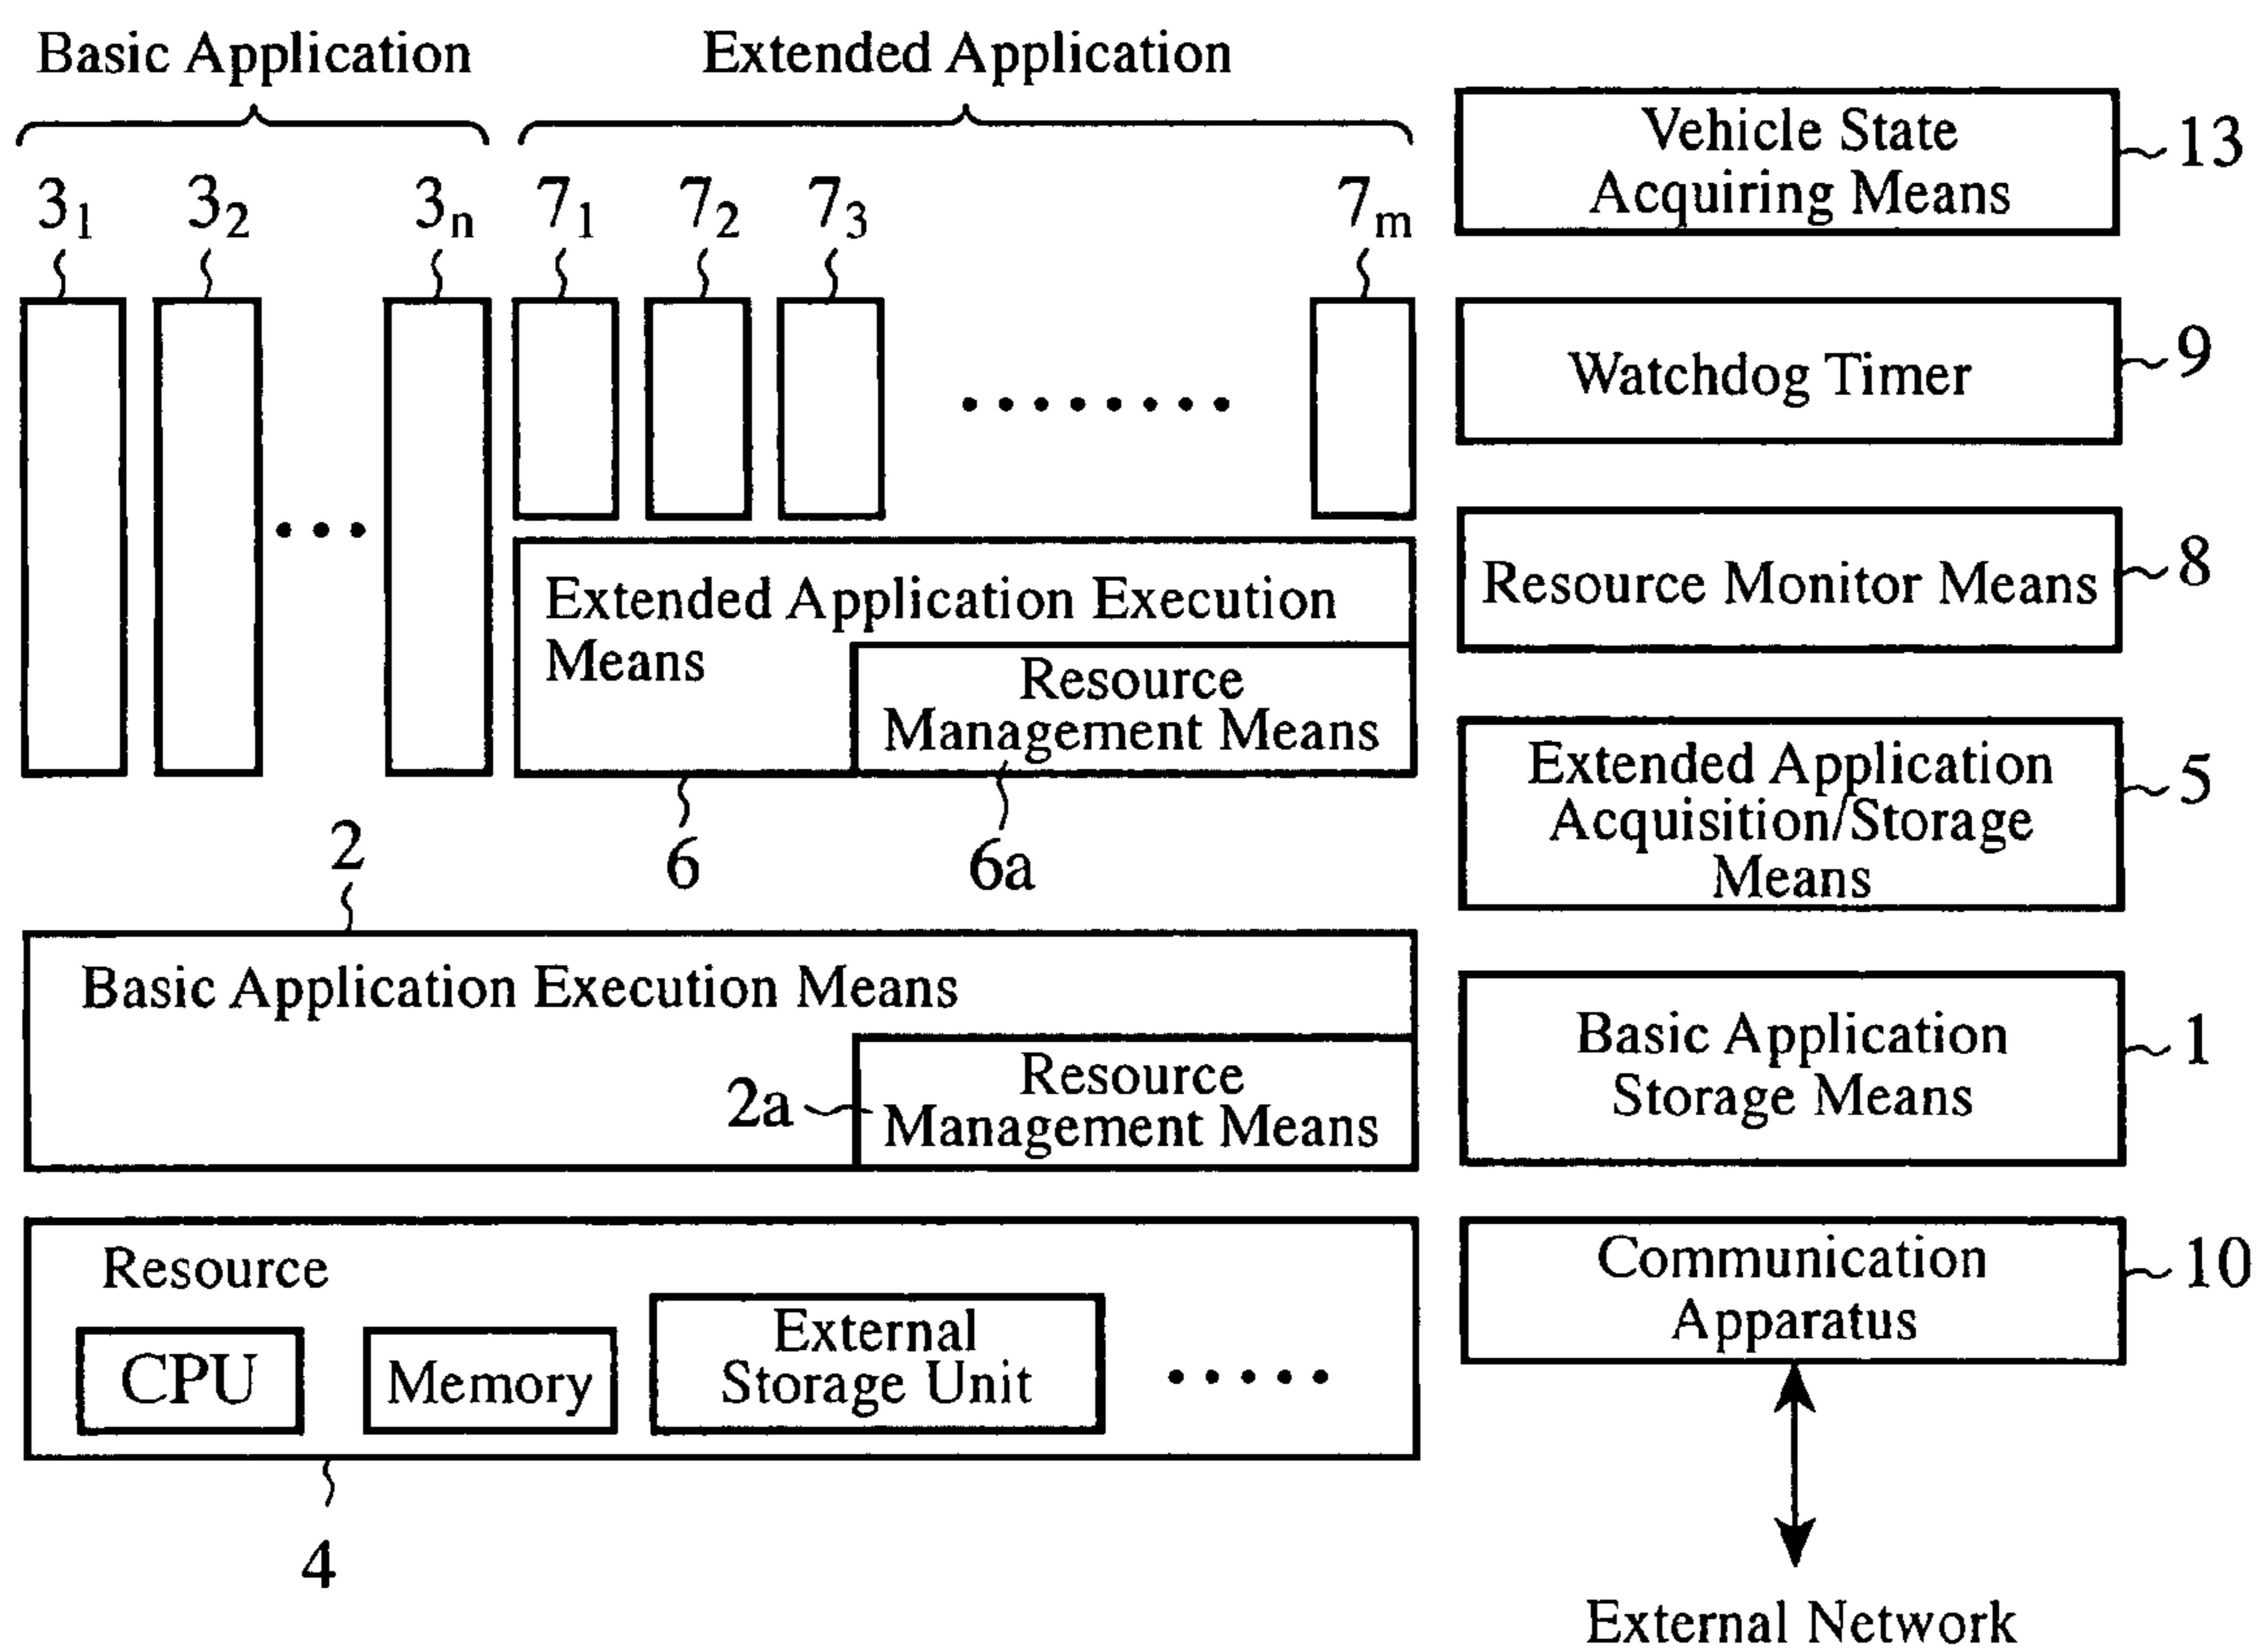 Basic Application
Extended Application
3₁
3₂
3ₙ
7₁
7₂
7₃
7ₘ
Vehicle State
Acquiring Means
13
Watchdog Timer
9
Resource Monitor Means
8
Extended Application Execution
Means
Resource
Management Means
6
6a
Extended Application
Acquisition/Storage
Means
5
2
Basic Application Execution Means
2a
Resource
Management Means
Basic Application
Storage Means
1
Resource
CPU
Memory
External
Storage Unit
4
Communication
Apparatus
10
External Network